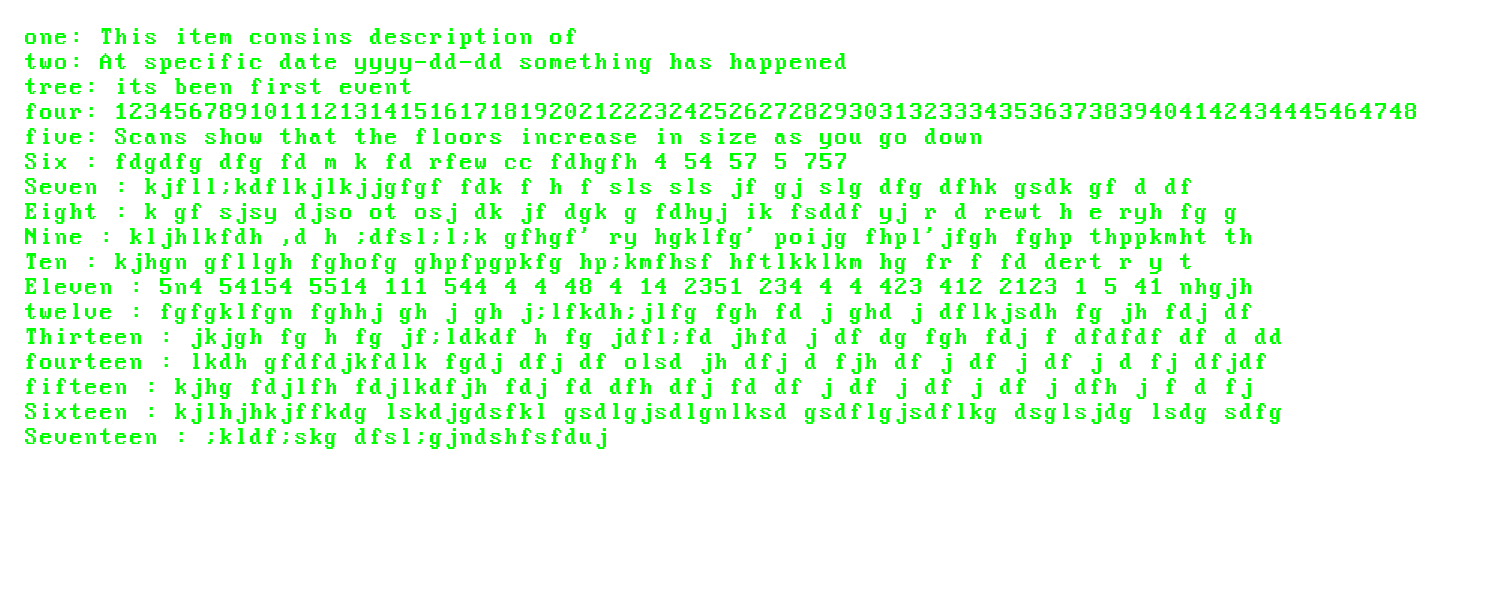 one: This item consins description of
two: At specific date yyyy-dd-dd something has happened
tree: its been first event
four: 123456789101112131415161718192021222324252627282930313233343536373839404142434445464748
five: Scans show that the floors increase in size as you go down
Six : fdgdfg dfg fd m k fd rfew cc fdhgfh 4 54 57 5 757
Seven : kjfll;kdflkjlkjjgfgf fdk f h f sls sls jf gj slg dfg dfhk gsdk gf d df
Eight : k gf sjsy djso ot osj dk jf dgk g fdhyj ik fsddf yj r d rewt h e ryh fg g
Nine : kljhlkfdh ,d h ;dfsl;l;k gfhgf' ry hgklfg' poijg fhpl'jfgh fghp thppkmht th
Ten : kjhgn gfllgh fghofg ghpfpgpkfg hp;kmfhsf hftlkklkm hg fr f fd dert r y t
Eleven : 5n4 54154 5514 111 544 4 4 48 4 14 2351 234 4 4 423 412 2123 1 5 41 nhgjh
twelve : fgfgklfgn fghhj gh j gh j;lfkdh;jlfg fgh fd j ghd j dflkjsdh fg jh fdj df
Thirteen : jkjgh fg h fg jf;ldkdf h fg jdfl;fd jhfd j df dg fgh fdj f dfdfdf df d dd
fourteen : lkdh gfdfdjkfdlk fgdj dfj df olsd jh dfj d fjh df j df j df j d fj dfjdf
fifteen : kjhg fdjlfh fdjlkdfjh fdj fd dfh dfj fd df j df j df j df j dfh j f d fj
Sixteen : kjlhjhkjffkdg lskdjgdsfkl gsdlgjsdlgnlksd gsdflgjsdflkg dsglsjdg lsdg sdfg
Seventeen : ;kldf;skg dfsl;gjndshfsfduj